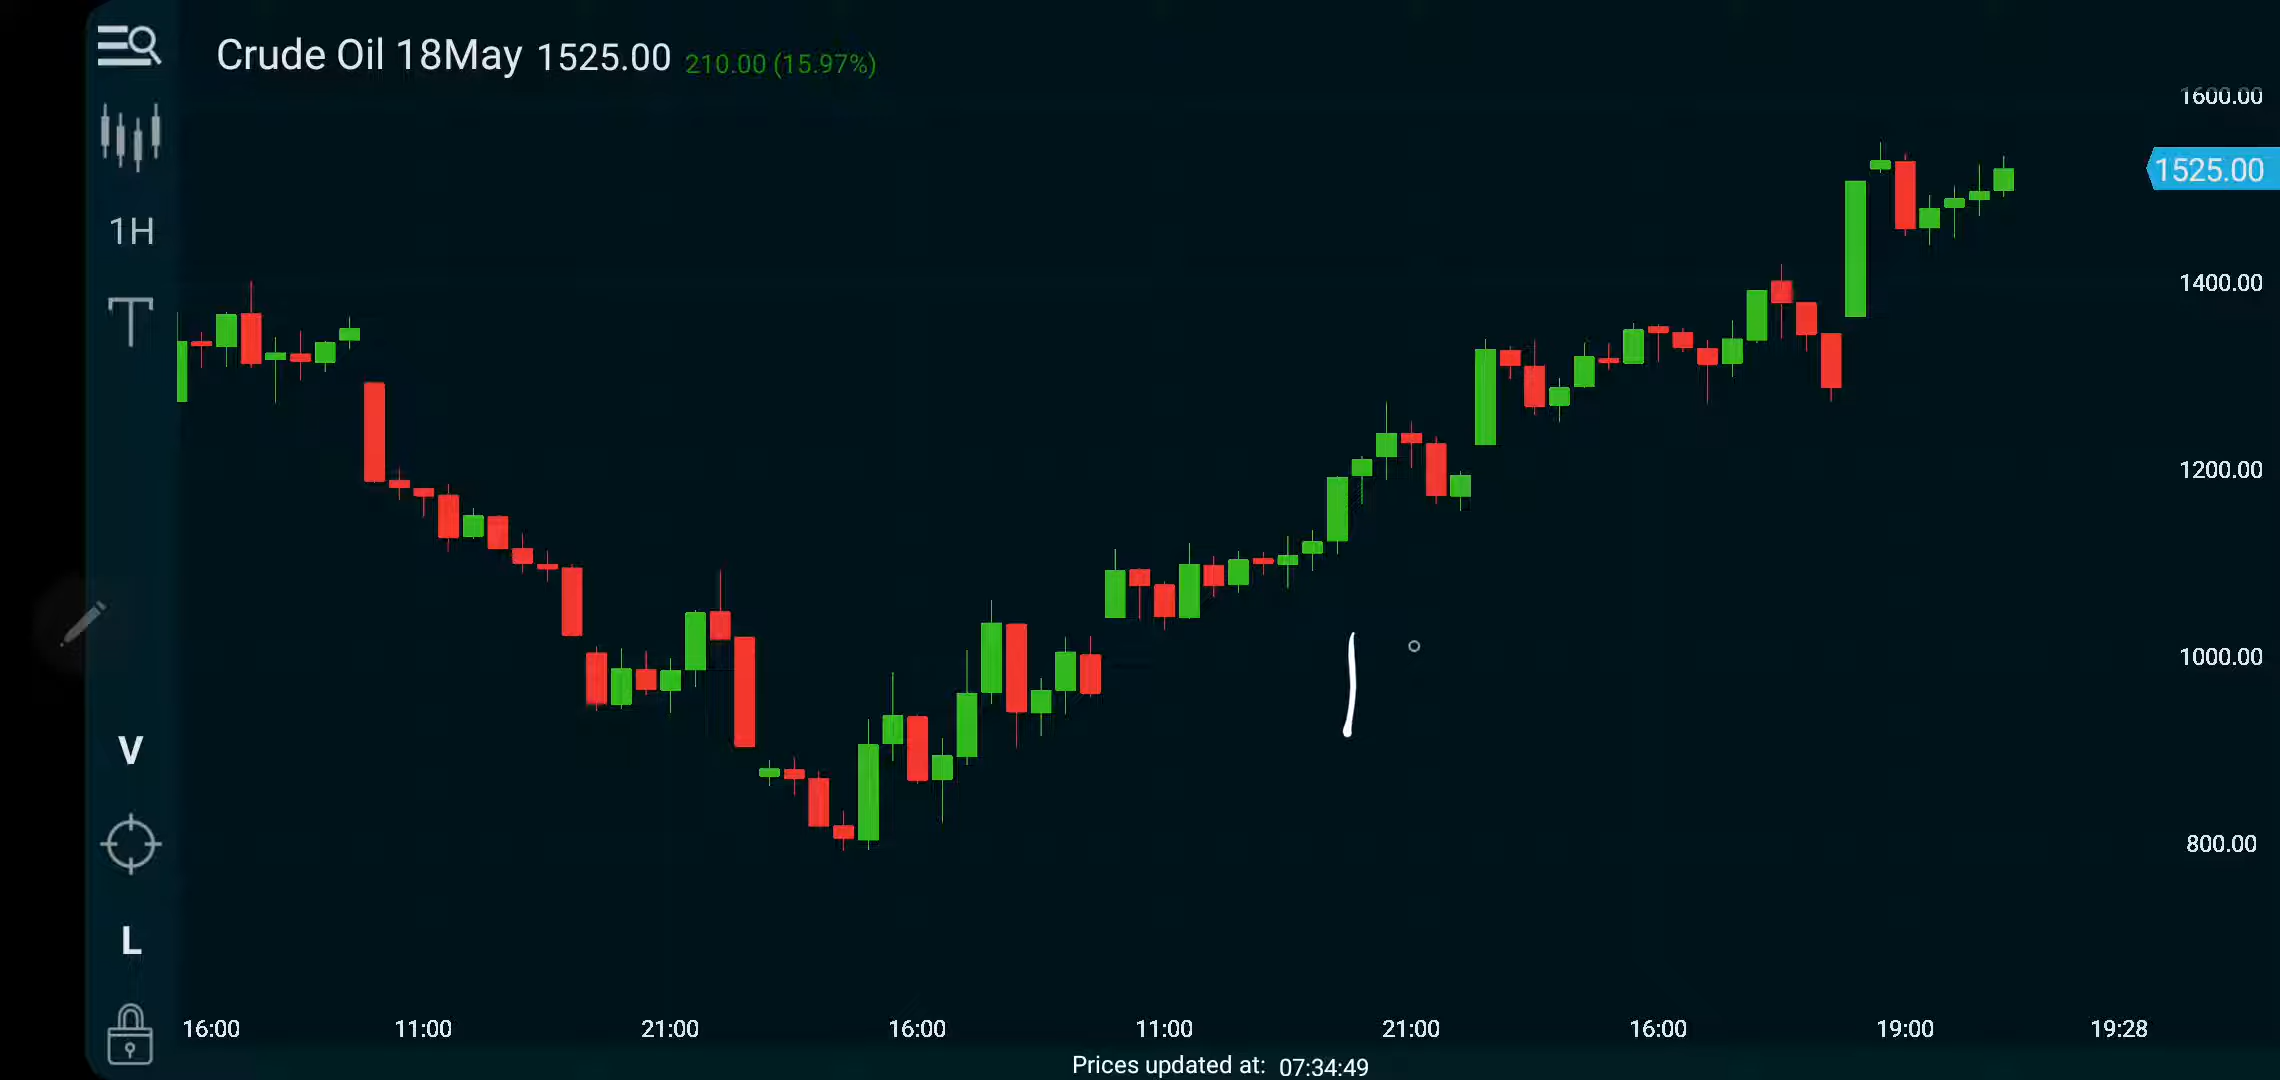 Crude Oil 18May 1525.00 210.00 (15.97%)
1600.00
1525.00
1H
1400.00
T
1200.00
1000.00
V
800.00
L
16:00 11:00 21:00 16:00 11:00 21:00 16:00 19:00 19:28
Prices updated at: 07:34:49